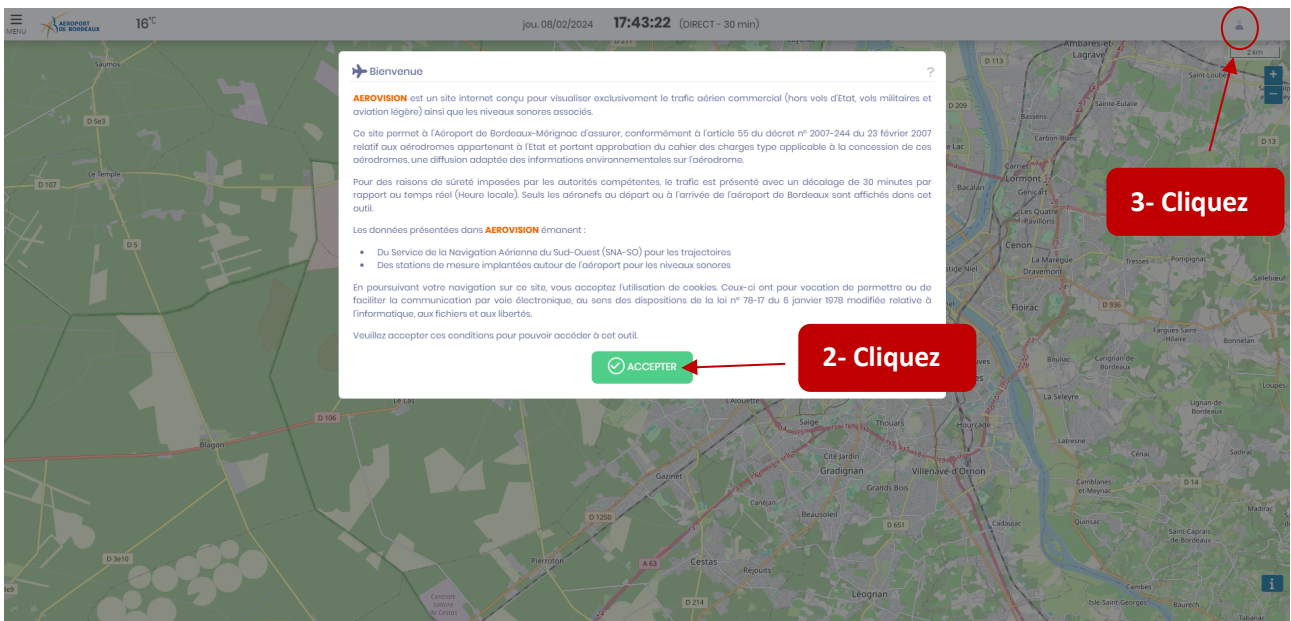 MENU
AEROPORT
DE BORDEAUX
16°C
jou. 08/02/2024 17:43:22 (DIRECT - 30 min)
Bienvenue ?
AEROVISION est un site internet conçu pour visualiser exclusivement le trafic aérien commercial (hors vols d'Etat, vols militaires et
aviation légère) ainsi que les niveaux sonores associés.
Ce site permet à l'Aéroport de Bordeaux-Mérignac d'assurer, conformément à l'article 55 du décret n° 2007-244 du 23 février 2007
relatif aux aérodromes appartenant à l'Etat et portant approbation du cahier des charges type applicable à la concession de ces
aérodromes, une diffusion adaptée des informations environnementales sur l'aérodrome.
Pour des raisons de sûreté imposées par les autorités compétentes, le trafic est présenté avec un décalage de 30 minutes par
rapport au temps réel (Heure locale). Seuls les aéronefs au départ ou à l'arrivée de l'aéroport de Bordeaux sont affichés dans cet
outil.
Les données présentées dans AEROVISION émanent :
• Du Service de la Navigation Aérienne du Sud-Ouest (SNA-SO) pour les trajectoires
• Des stations de mesure implantées autour de l'aéroport pour les niveaux sonores
En poursuivant votre navigation sur ce site, vous acceptez l'utilisation de cookies. Ceux-ci ont pour vocation de permettre ou de
faciliter la communication par voie électronique, au sens des dispositions de la loi n° 78-17 du 6 janvier 1978 modifiée relative à
l'informatique, aux fichiers et aux libertés.
Veuillez accepter ces conditions pour pouvoir accéder à cet outil.
ACCEPTER
2- Cliquez
3- Cliquez
2 km
+
−
i
Saumos
D 5e3
Le Temple
D 107
D 5
D 211
D 106
Le Las
Blagon
D 3e10
Centrale
solaire
de Cestas
Pierroton
D 1250
A 63
Cestas
D 214
Rejouits
Gazinet
Canéjan
L'Alouette
Saige
Thouars
Cité Jardin
Gradignan
Villenave-d'Ornon
Grands Bois
Beausoleil
D 651
Léognan
Hourcade
Cadaujac
Ambarès-et-
Lagrave
D 113
D 209
Bassens
Sainte-Eulalie
Saint-Loubès
Carbon-Blanc
D 13
Carriet
Lormont
Génicart
Bacalan
Les Quatre
Pavillons
Cenon
La Marègue
Dravemont
Tresses
Pompignac
Salleboeuf
Floirac
D 936
Fargues-Saint-
Hilaire
Bonnetan
Bouliac
Carignan-de-
Bordeaux
Loupes
La Seleyre
Lignan-de-
Bordeaux
Latresne
Cénac
Sadirac
Camblanes-
et-Meynac
D 14
Quinsac
Madirac
Saint-Caprais-
de-Bordeaux
Cambes
Isle-Saint-Georges
Baurech
Tabanac